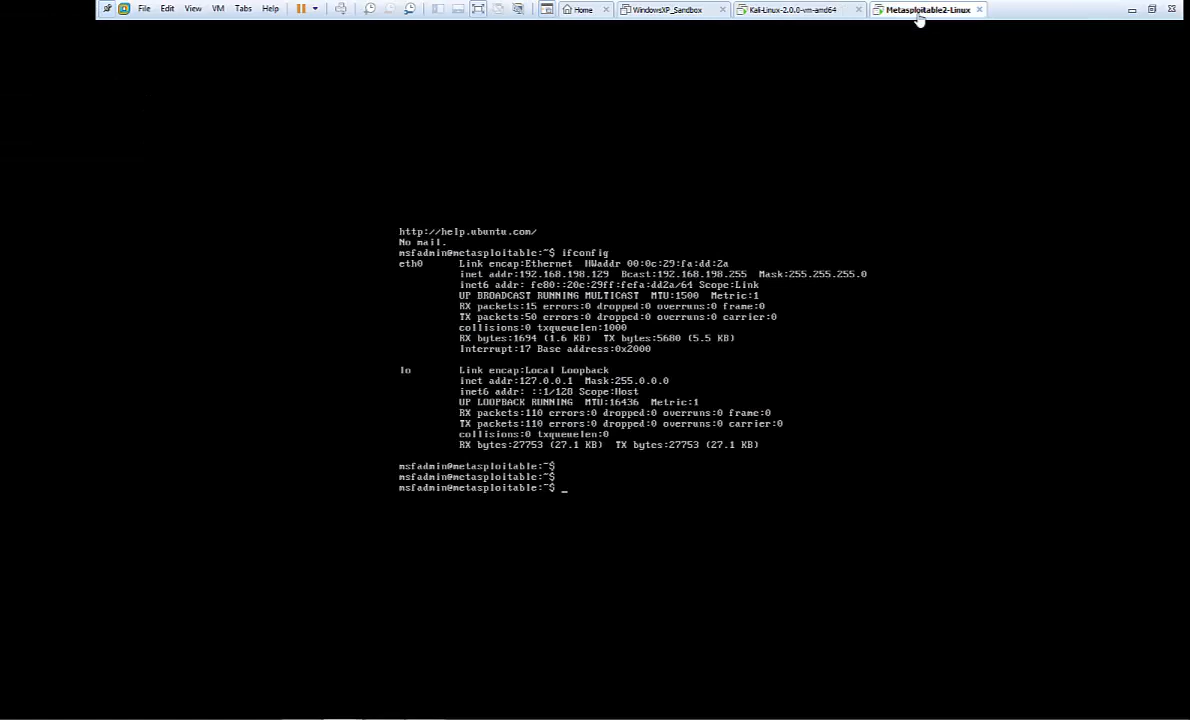 File Edit View VM Tabs Help Home WindowsXP_Sandbox Kali-Linux-2.0.0-vm-amd64 Metasploitable2-Linux
http://help.ubuntu.com/
No mail.
msfadmin@metasploitable:~$ ifconfig
eth0 Link encap:Ethernet HWaddr 00:0c:29:fa:dd:2a
inet addr:192.168.198.129 Bcast:192.168.198.255 Mask:255.255.255.0
inet6 addr: fe80::20c:29ff:fefa:dd2a/64 Scope:Link
UP BROADCAST RUNNING MULTICAST MTU:1500 Metric:1
RX packets:15 errors:0 dropped:0 overruns:0 frame:0
TX packets:50 errors:0 dropped:0 overruns:0 carrier:0
collisions:0 txqueuelen:1000
RX bytes:1694 (1.6 KB) TX bytes:5680 (5.5 KB)
Interrupt:17 Base address:0x2000
lo Link encap:Local Loopback
inet addr:127.0.0.1 Mask:255.0.0.0
inet6 addr: ::1/128 Scope:Host
UP LOOPBACK RUNNING MTU:16436 Metric:1
RX packets:110 errors:0 dropped:0 overruns:0 frame:0
TX packets:110 errors:0 dropped:0 overruns:0 carrier:0
collisions:0 txqueuelen:0
RX bytes:27753 (27.1 KB) TX bytes:27753 (27.1 KB)
msfadmin@metasploitable:~$
msfadmin@metasploitable:~$
msfadmin@metasploitable:~$ _